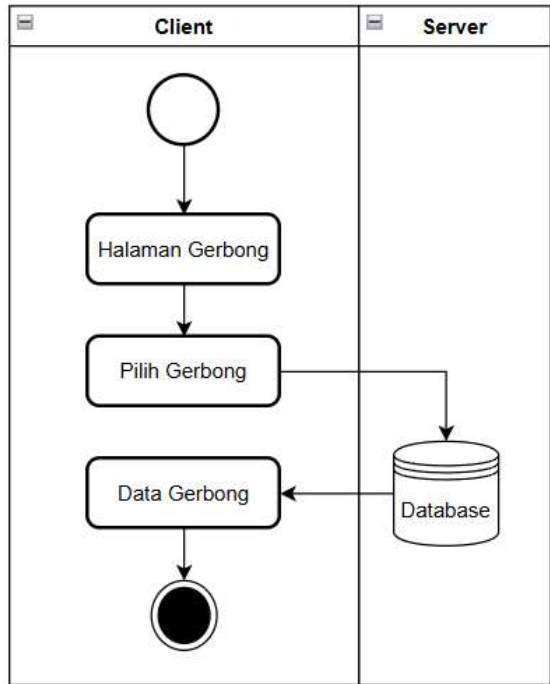 Client
Server
Halaman Gerbong
Pilih Gerbong
Data Gerbong
Database